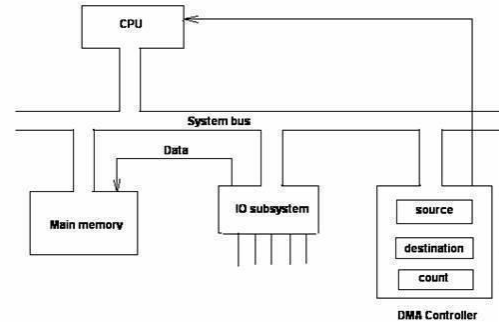 CPU
System bus
Data
Main memory
IO subsystem
source
destination
count
DMA Controller